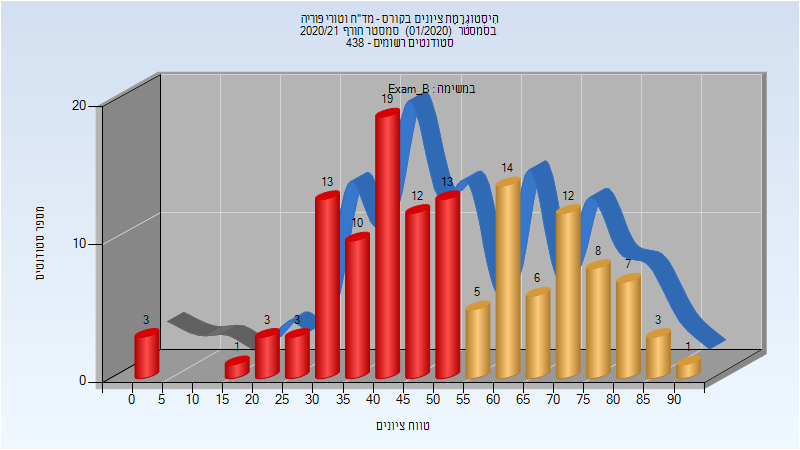 היסטוגרמת ציונים בקורס - מד"ח וטורי פוריה
בסמסטר (01/2020) סמסטר חורף 2020/21
סטודנטים רשומים - 438
במשימה : Exam_B
מספר סטודנטים
20
10
0
3
1
3
3
13
10
19
12
13
5
14
6
12
8
7
3
1
0 5 15 20 25 30 35 40 45 50 55 60 65 70 75 80 85 90
טווח ציונים